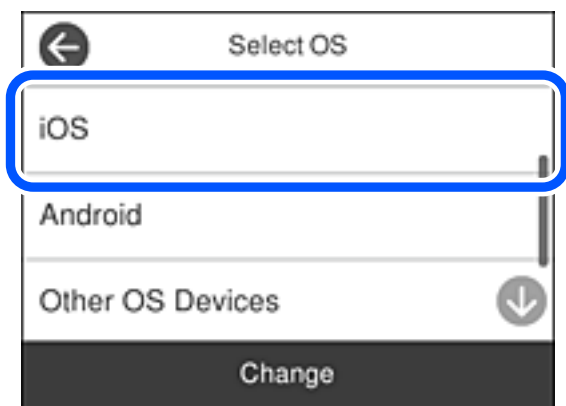 Select OS
iOS
Android
Other OS Devices
Change